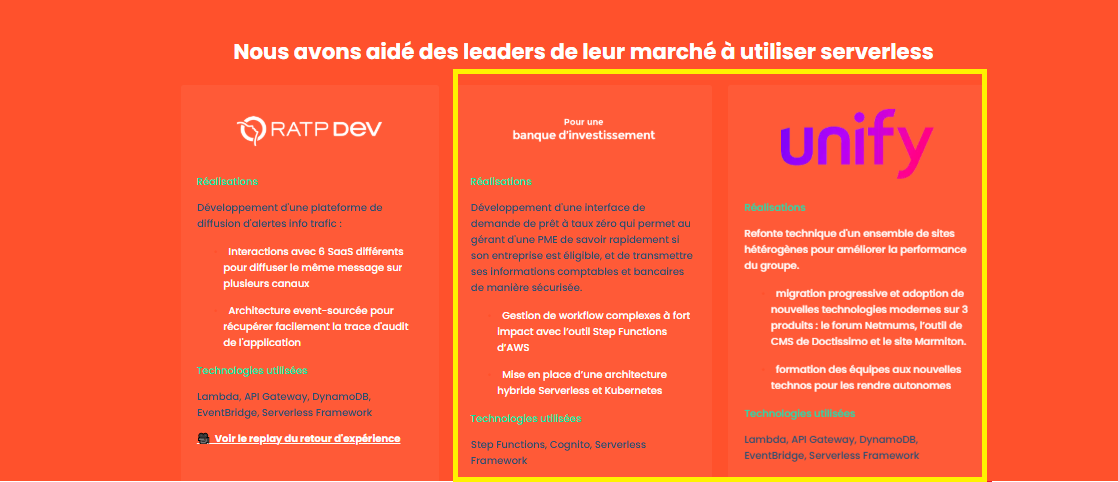 Nous avons aidé des leaders de leur marché à utiliser serverless
RATP DEV
Réalisations
Développement d'une plateforme de
diffusion d'alertes info trafic :
Interactions avec 6 SaaS différents
pour diffuser le même message sur
plusieurs canaux
Architecture event-sourcée pour
récupérer facilement la trace d'audit
de l'application
Technologies utilisées
Lambda, API Gateway, DynamoDB,
EventBridge, Serverless Framework
Voir le replay du retour d'expérience
Pour une
banque d'investissement
Réalisations
Développement d'une interface de
demande de prêt à taux zéro qui permet au
gérant d'une PME de savoir rapidement si
son entreprise est éligible, et de transmettre
ses informations comptables et bancaires
de manière sécurisée.
Gestion de workflow complexes à fort
impact avec l’outil Step Functions
d’AWS
Mise en place d’une architecture
hybride Serverless et Kubernetes
Technologies utilisées
Step Functions, Cognito, Serverless
Framework
unify
Réalisations
Refonte technique d'un ensemble de sites
hétérogènes pour améliorer la performance
du groupe.
migration progressive et adoption de
nouvelles technologies modernes sur 3
produits : le forum Netmums, l’outil de
CMS de Doctissimo et le site Marmiton.
formation des équipes aux nouvelles
technos pour les rendre autonomes
Technologies utilisées
Lambda, API Gateway, DynamoDB,
EventBridge, Serverless Framework